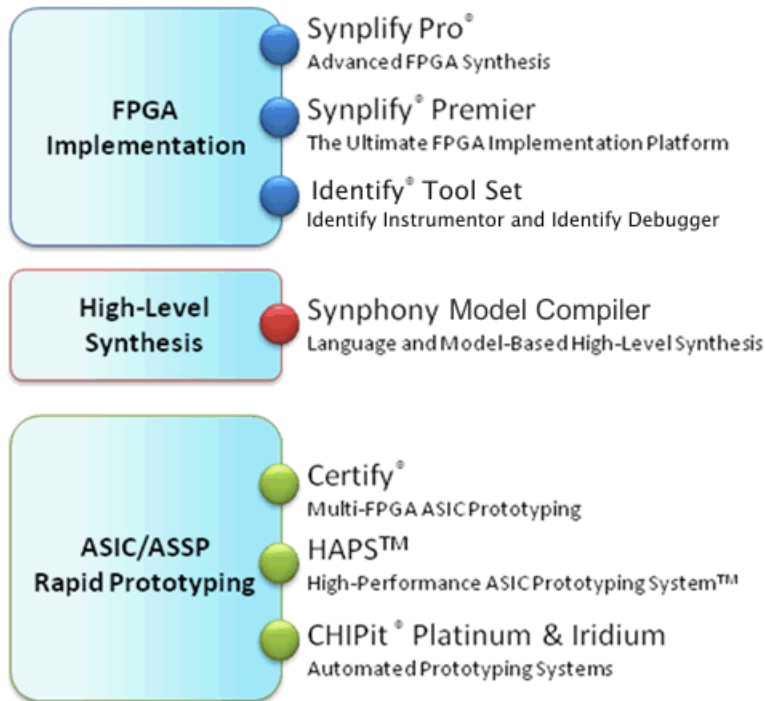 FPGA
Implementation
Synplify Pro®
Advanced FPGA Synthesis
Synplify® Premier
The Ultimate FPGA Implementation Platform
Identify® Tool Set
Identify Instrumentor and Identify Debugger
High-Level
Synthesis
Synphony Model Compiler
Language and Model-Based High-Level Synthesis
ASIC/ASSP
Rapid Prototyping
Certify®
Multi-FPGA ASIC Prototyping
HAPS™
High-Performance ASIC Prototyping System™
CHIPit® Platinum & Iridium
Automated Prototyping Systems